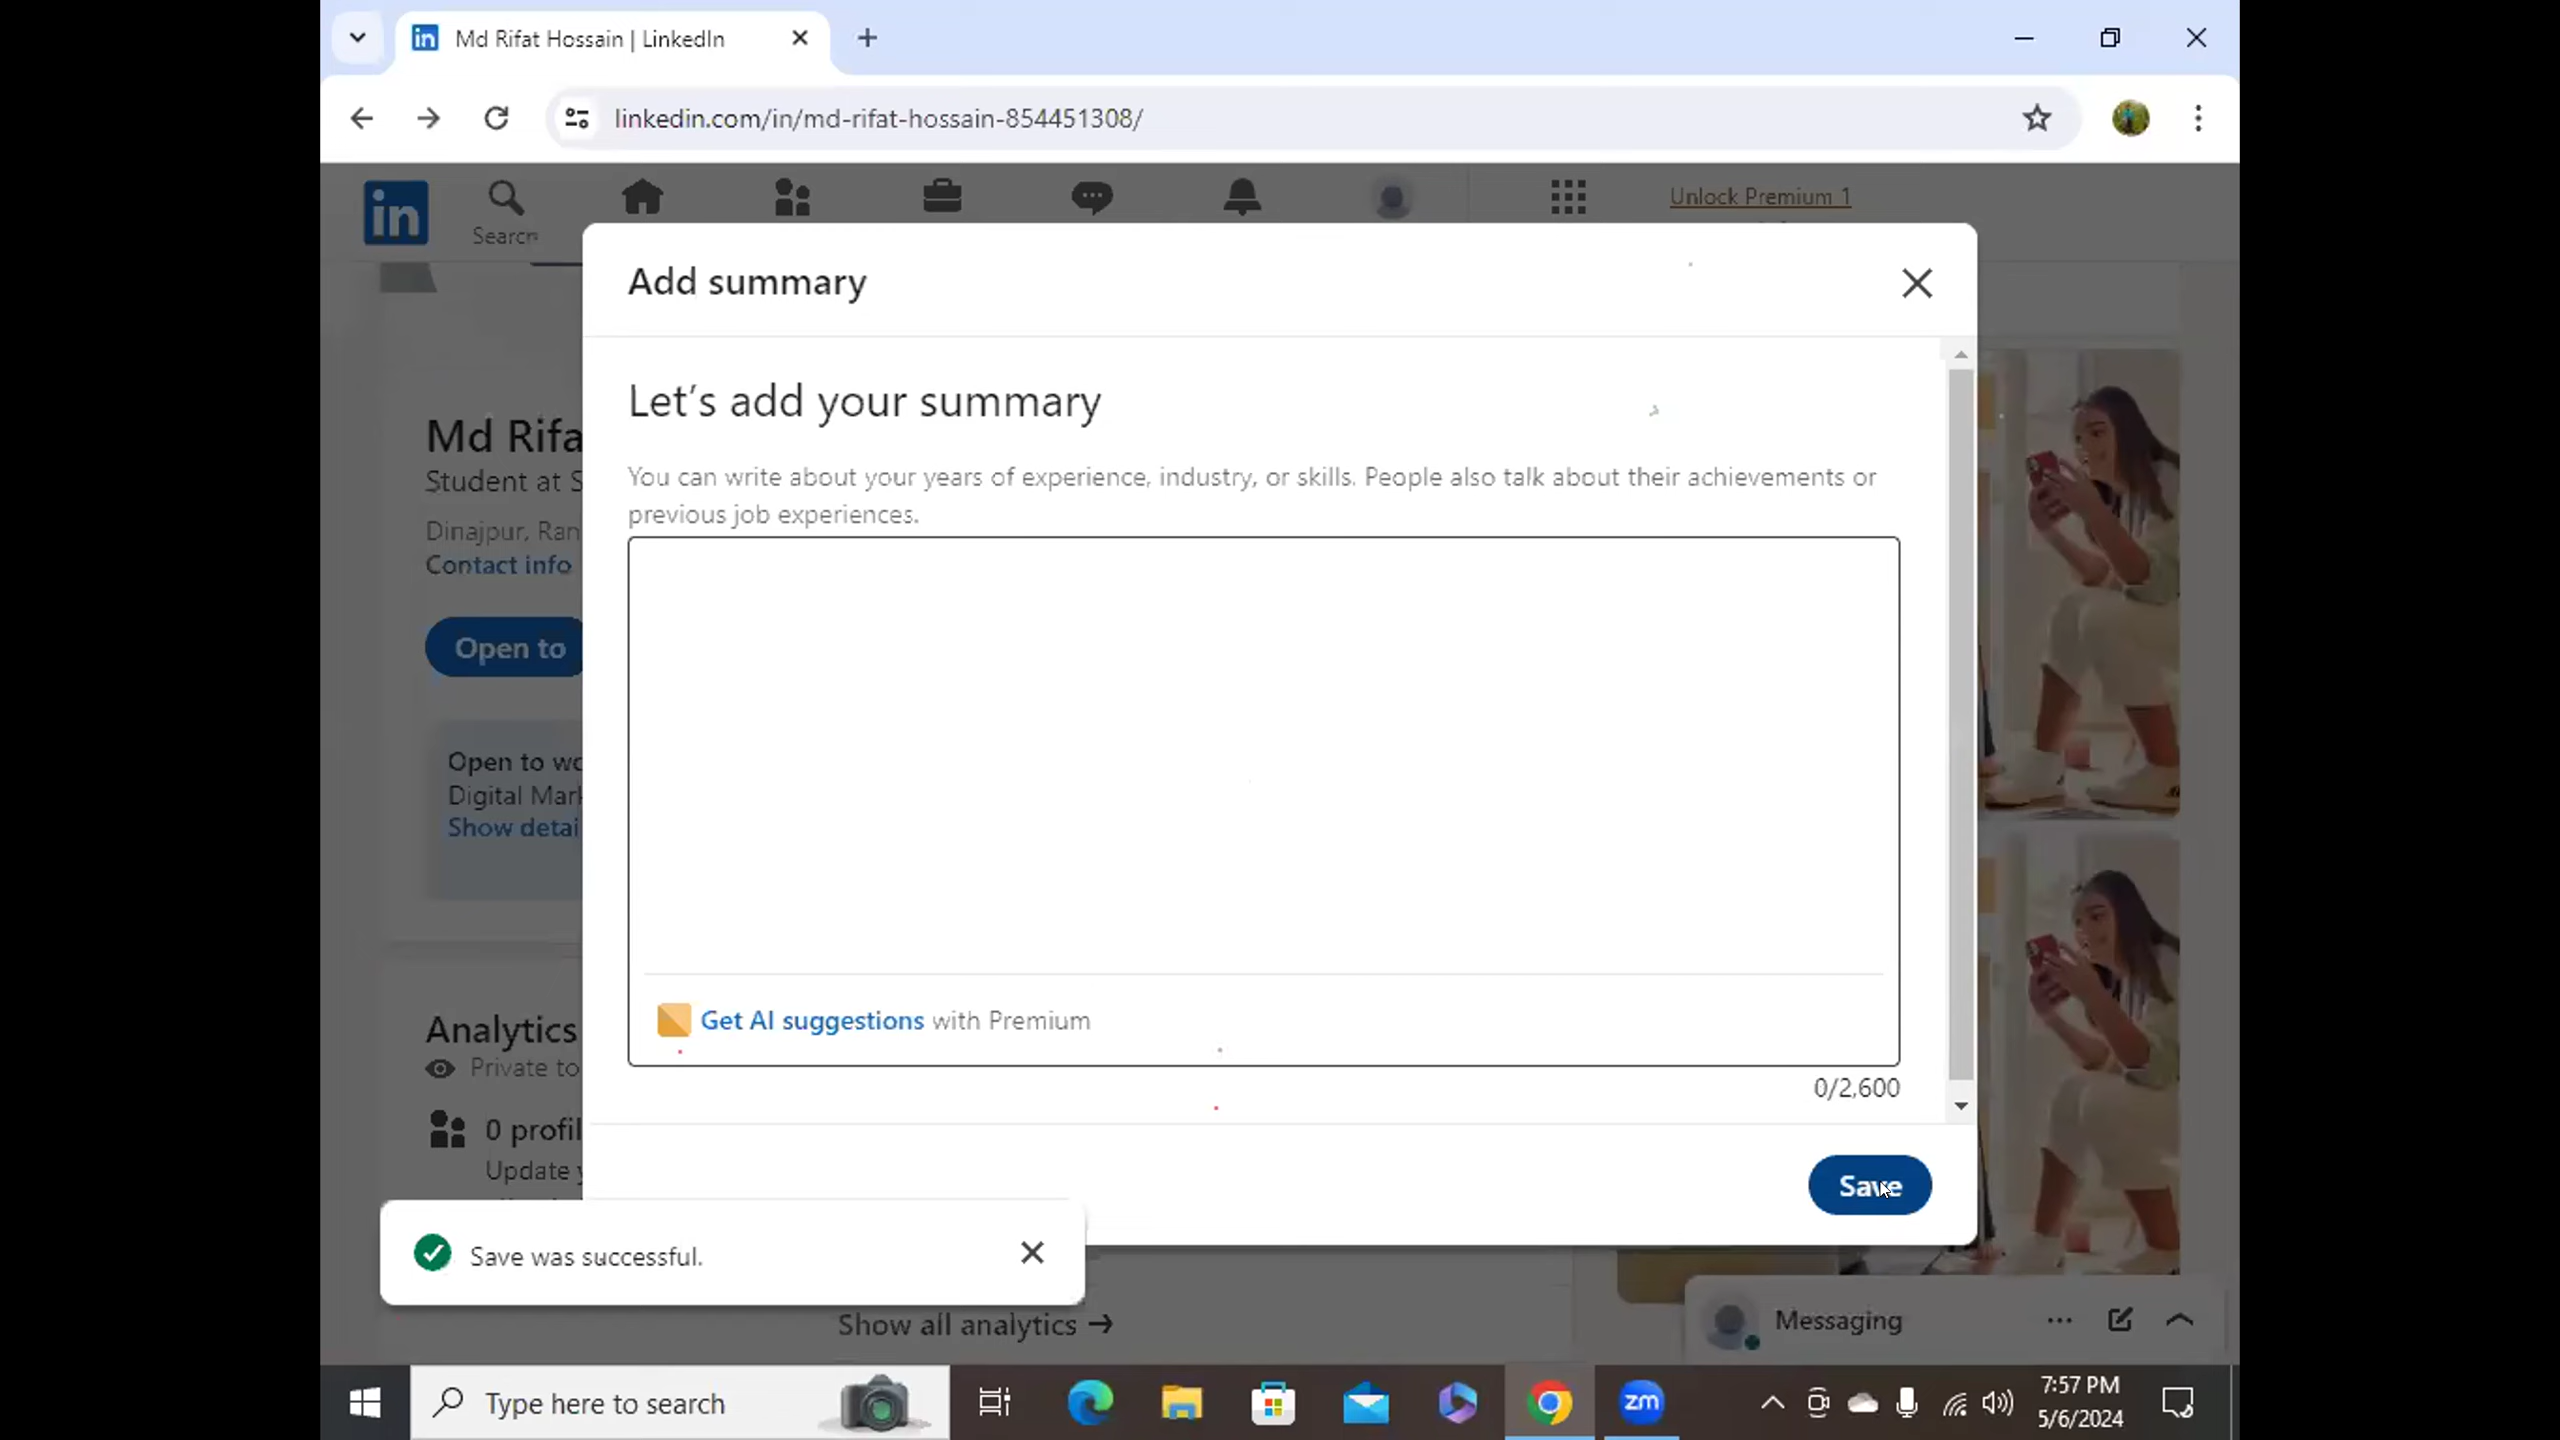 Md Rifat Hossain | LinkedIn
linkedin.com/in/md-rifat-hossain-854451308/
in
Search
Unlock Premium 1
Add summary
Let's add your summary
You can write about your years of experience, industry, or skills. People also talk about their achievements or
previous job experiences.
Md Rifa
Student at S
Dinajpur, Ran
Contact info
Open to
Open to wo
Digital Mark
Show detai
Get AI suggestions with Premium
0/2,600
Analytics
Private to
0 profil
Update y
Save
Save was successful.
Show all analytics →
Messaging
Type here to search
zm
7:57 PM
5/6/2024